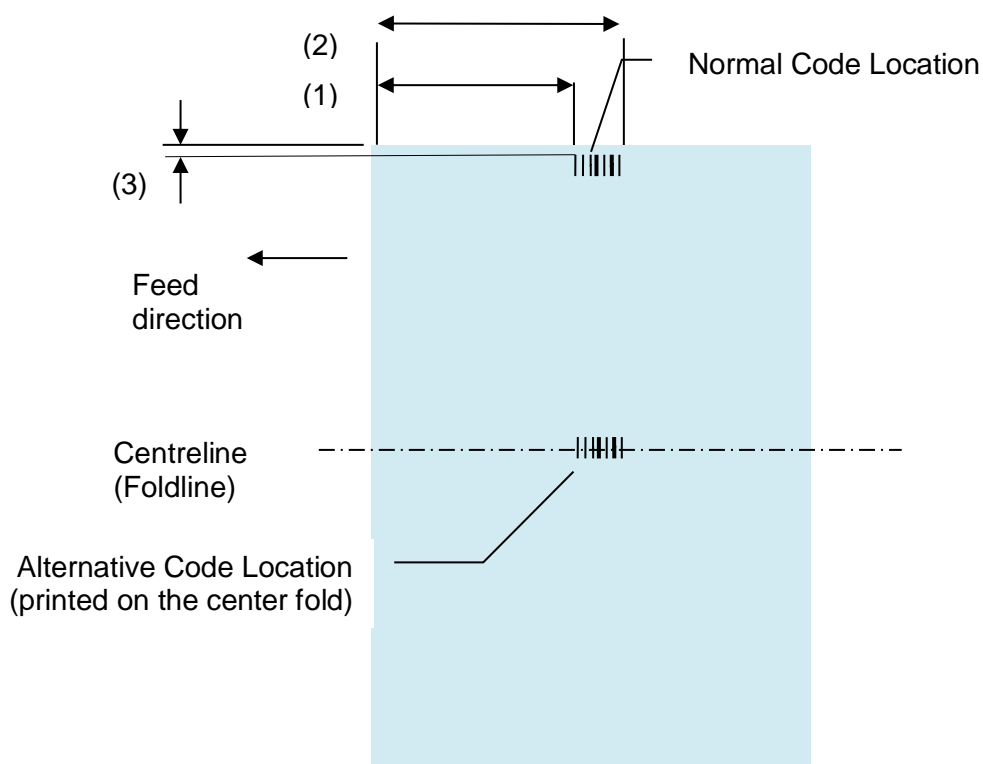 (2)
Normal Code Location
(1)
(3)
Feed
direction
Centreline
(Foldline)
Alternative Code Location
(printed on the center fold)